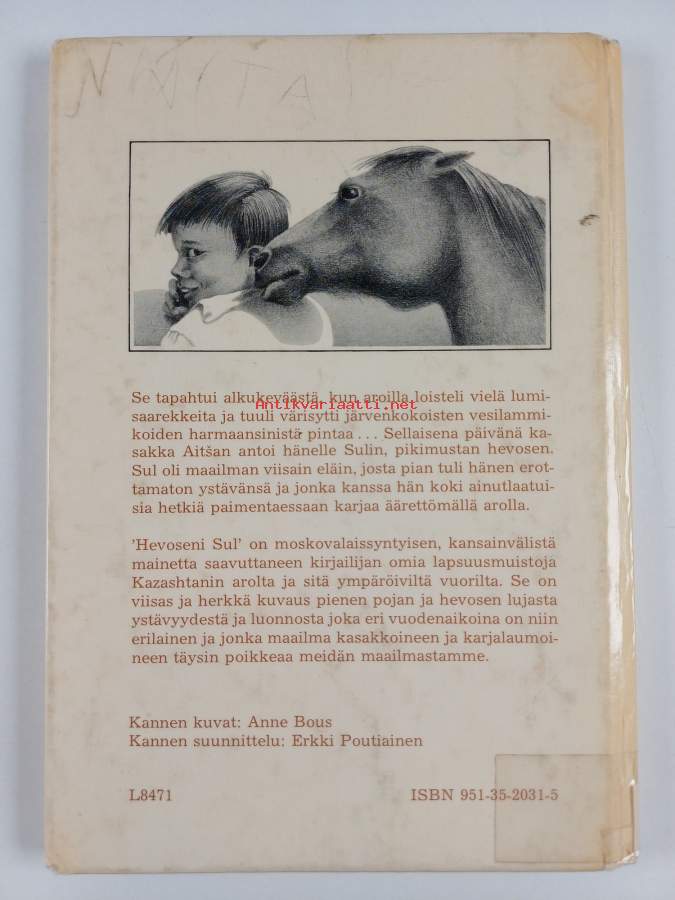 NIITA
Se tapahtui alkukeväästä, kun aroilla loisteli vielä lumi-
saarekkeita ja tuuli värisytti järvenkokoisten vesilammi-
Antikvariaatti.net
koiden harmaansinistä pintaa . . . Sellaisena päivänä ka-
sakka Aitšan antoi hänelle Sulin, pikimustan hevosen.
Sul oli maailman viisain eläin, josta pian tuli hänen erot-
tamaton ystävänsä ja jonka kanssa hän koki ainutlaatui-
sia hetkiä paimentaessaan karjaa äärettömällä arolla.
'Hevoseni Sul' on moskovalaissyntyisen, kansainvälistä
mainetta saavuttaneen kirjailijan omia lapsuusmuistoja
Kazashtanin arolta ja sitä ympäröiviltä vuorilta. Se on
viisas ja herkkä kuvaus pienen pojan ja hevosen lujasta
ystävyydestä ja luonnosta joka eri vuodenaikoina on niin
erilainen ja jonka maailma kasakkoineen ja karjalaumoi-
neen täysin poikkeaa meidän maailmastamme.
Kannen kuvat: Anne Bous
Kannen suunnittelu: Erkki Poutiainen
L8471
ISBN 951-35-2031-5